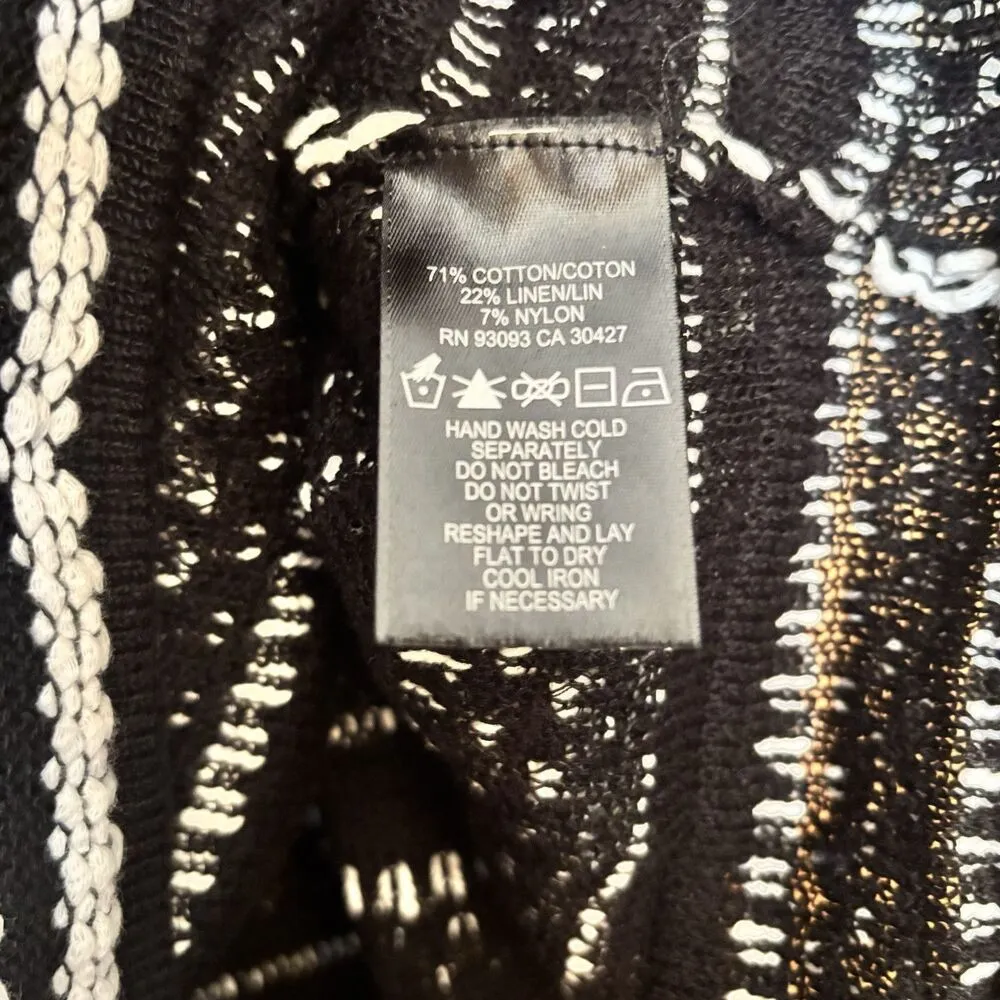 71% COTTON/COTON
22% LINEN/LIN
7% NYLON
RN 93093 CA 30427
HAND WASH COLD
SEPARATELY
DO NOT BLEACH
DO NOT TWIST
OR WRING
RESHAPE AND LAY
FLAT TO DRY
COOL IRON
IF NECESSARY